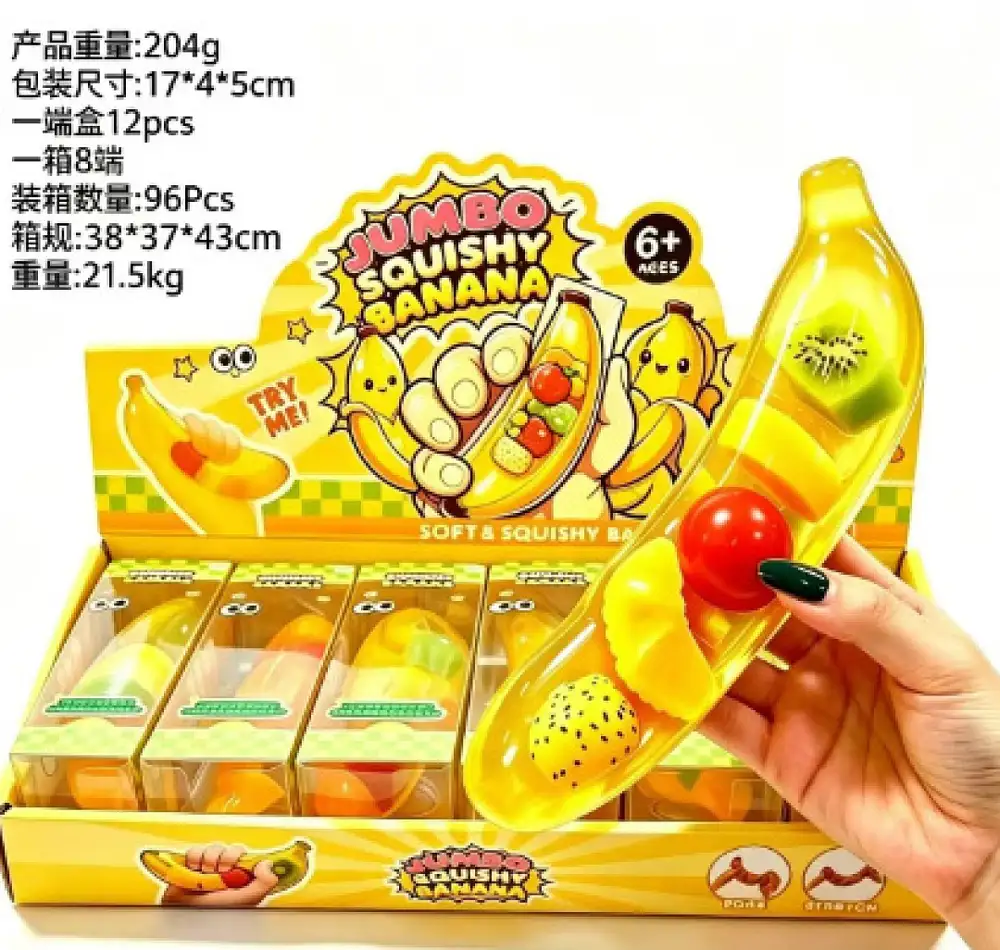 产品重量:204g
包装尺寸:17*4*5cm
一端盒12pcs
一箱8端
装箱数量:96Pcs
箱规:38*37*43cm
重量:21.5kg
JUMBO
SQUISHY
BANANA
6+
AGES
TRY
ME!
SOFT & SQUISHY BA
JUMBO
SQUISHY
BANANA